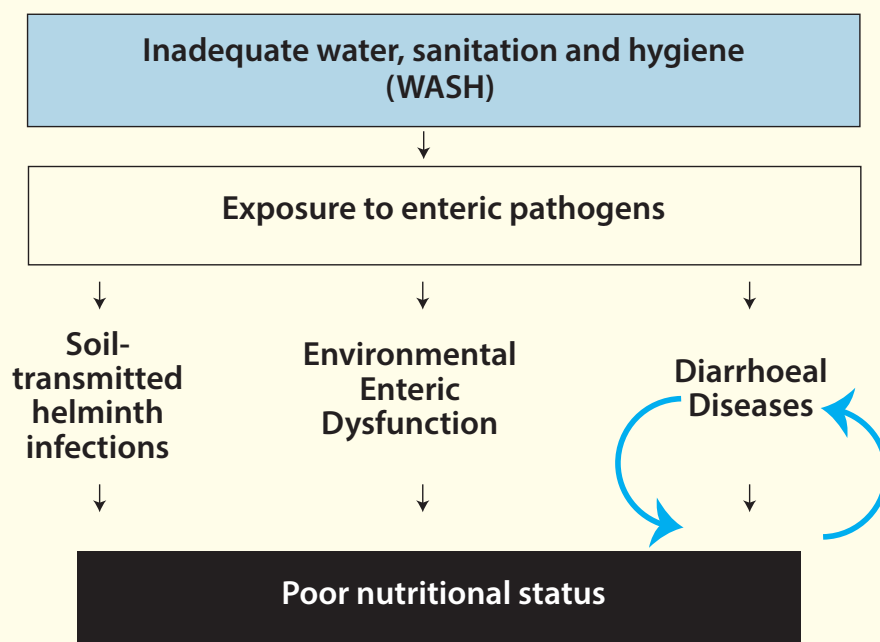 Inadequate water, sanitation and hygiene
(WASH)
Exposure to enteric pathogens
Soil-
transmitted
helminth
infections
Environmental
Enteric
Dysfunction
Diarrhoeal
Diseases
Poor nutritional status